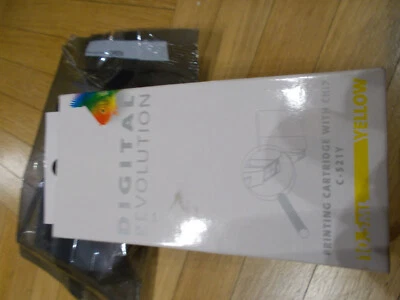 DIGITAL
REVOLUTION
PRINTING CARTRIDGE WITH CHIP
C-521Y
YELLOW